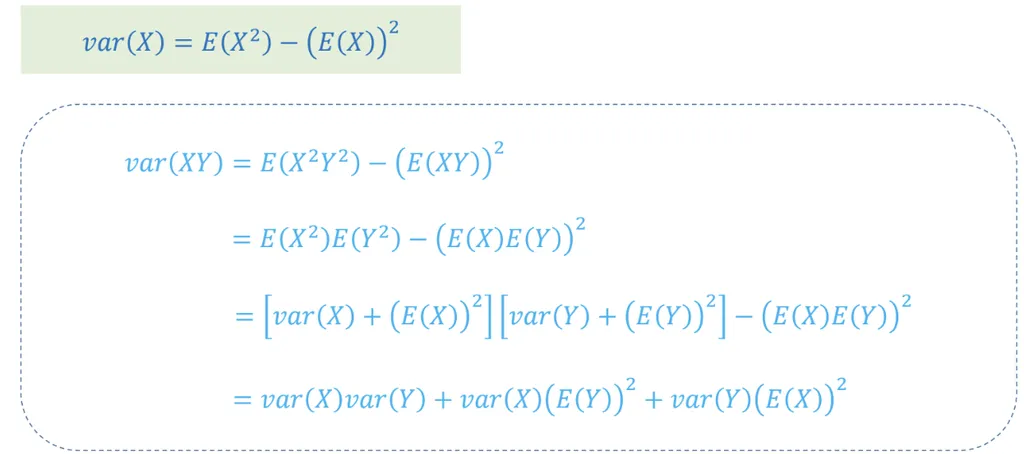 var(X) = E(X²) − (E(X))²
var(XY) = E(X²Y²) − (E(XY))²
= E(X²)E(Y²) − (E(X)E(Y))²
= [var(X) + (E(X))²][var(Y) + (E(Y))²] − (E(X)E(Y))²
= var(X)var(Y) + var(X)(E(Y))² + var(Y)(E(X))²